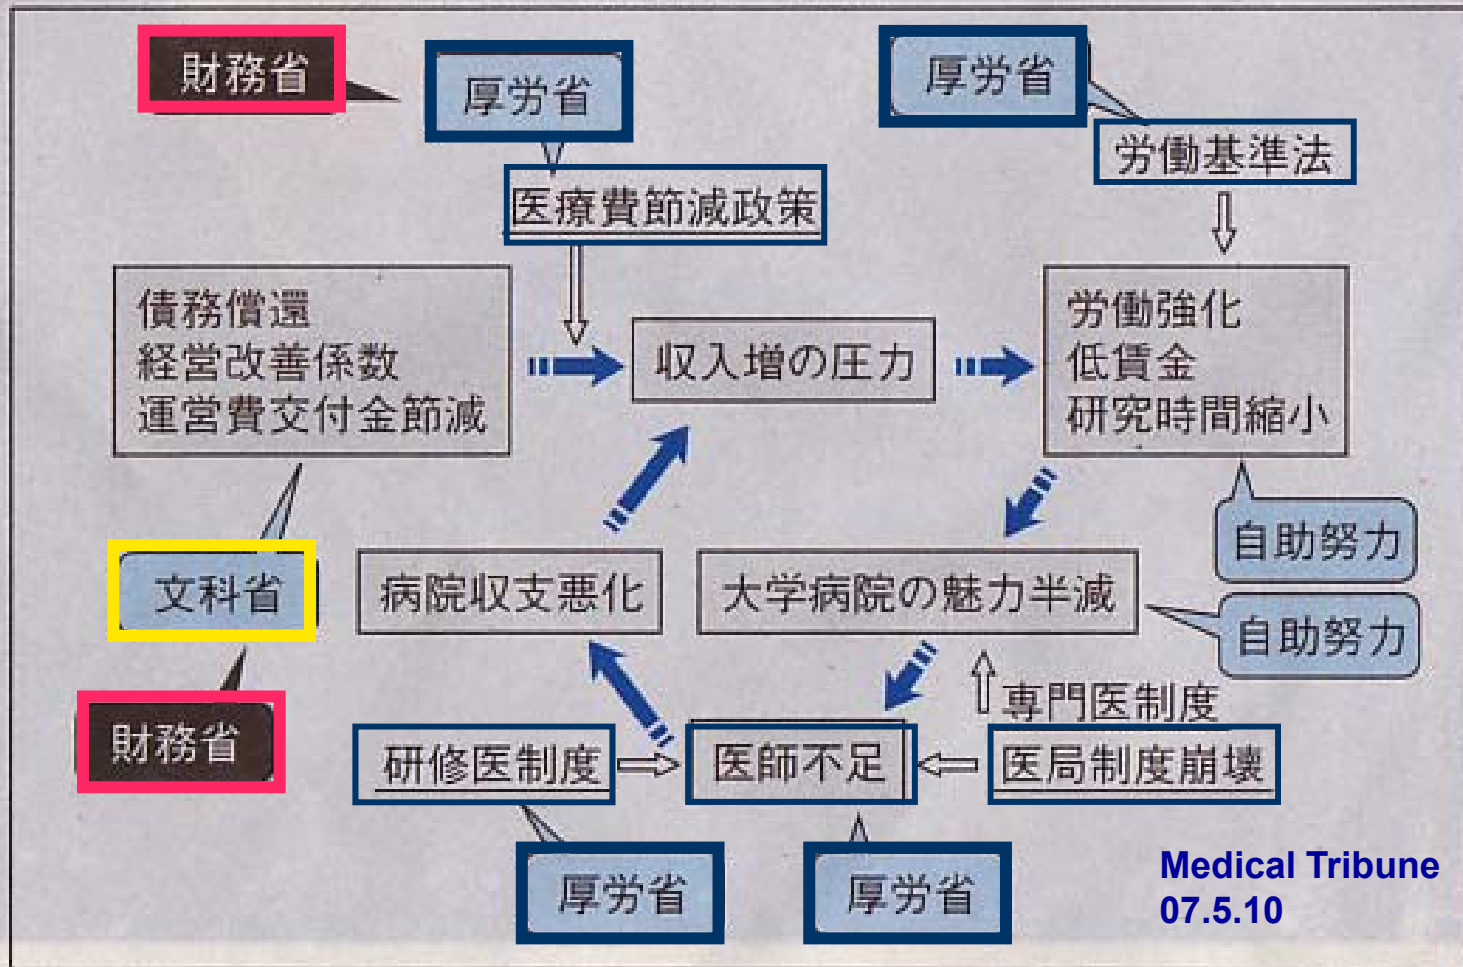 財務省
厚労省
厚労省
労働基準法
医療費節減政策
債務償還
経営改善係数
運営費交付金節減
収入増の圧力
労働強化
低賃金
研究時間縮小
自助努力
文科省
病院収支悪化
大学病院の魅力半減
自助努力
財務省
専門医制度
研修医制度
医師不足
医局制度崩壊
厚労省
厚労省
Medical Tribune
07.5.10